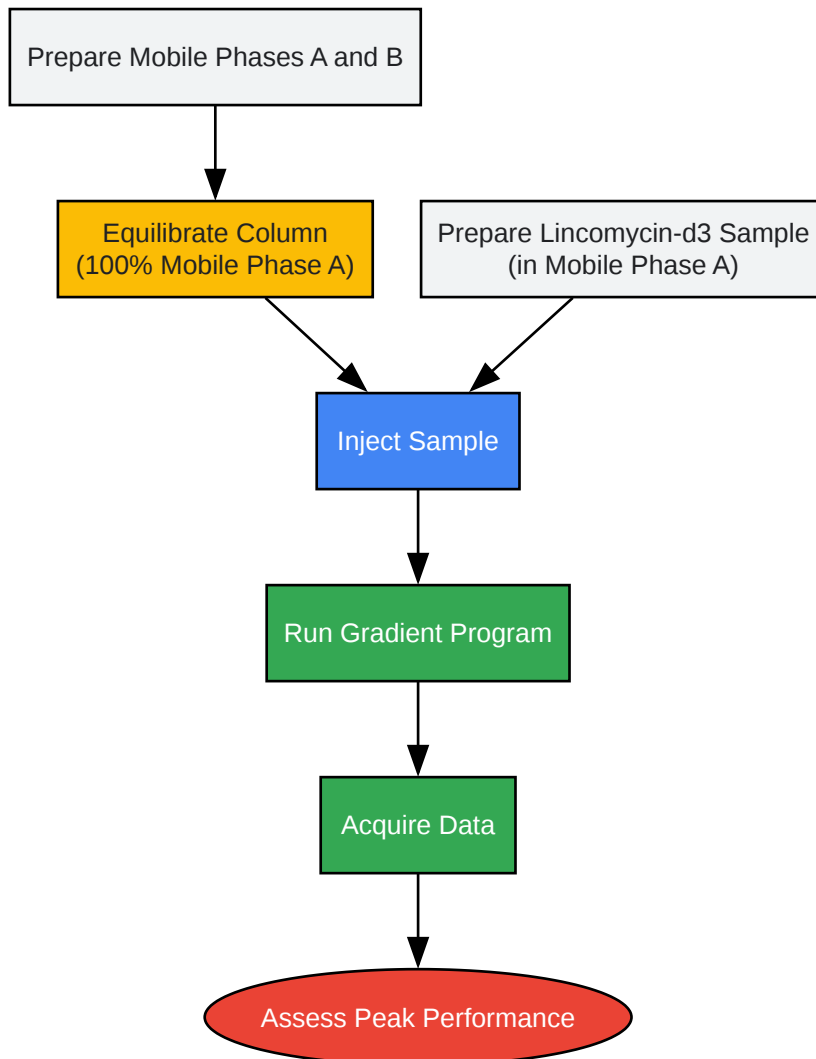 Prepare Mobile Phases A and B
Equilibrate Column
(100% Mobile Phase A)
Prepare Lincomycin-d3 Sample
(in Mobile Phase A)
Inject Sample
Run Gradient Program
Acquire Data
Assess Peak Performance